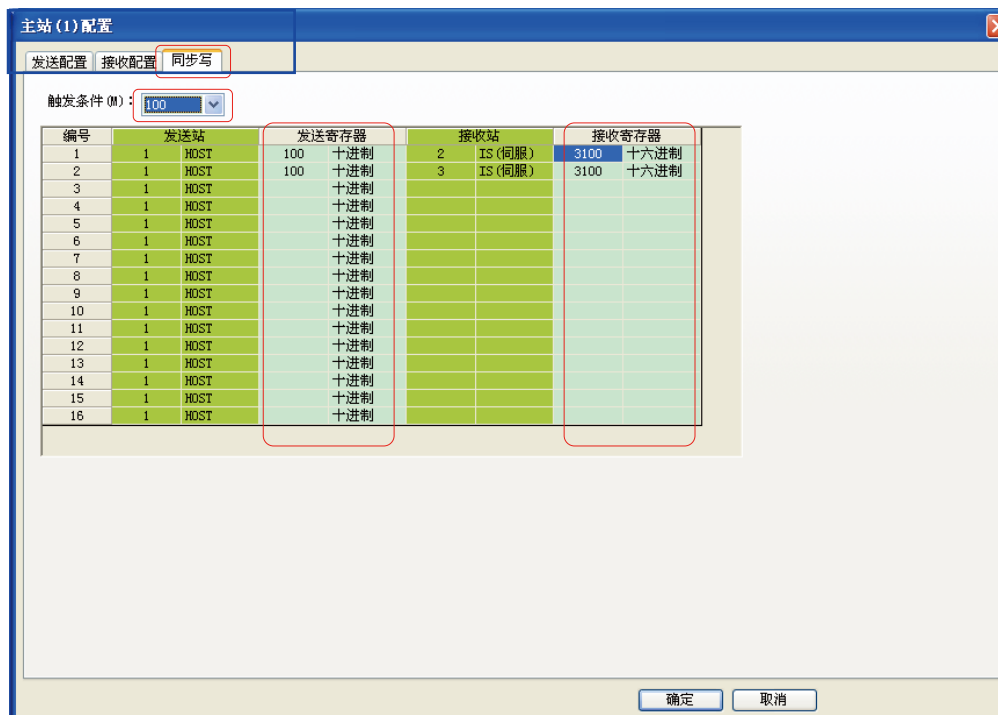 主站(1)配置
发送配置 接收配置 同步写
触发条件(M): 100
编号 发送站 发送寄存器 接收站 接收寄存器
1 1 HOST 100 十进制 2 IS(伺服) 3100 十六进制
2 1 HOST 100 十进制 3 IS(伺服) 3100 十六进制
3 1 HOST 十进制
4 1 HOST 十进制
5 1 HOST 十进制
6 1 HOST 十进制
7 1 HOST 十进制
8 1 HOST 十进制
9 1 HOST 十进制
10 1 HOST 十进制
11 1 HOST 十进制
12 1 HOST 十进制
13 1 HOST 十进制
14 1 HOST 十进制
15 1 HOST 十进制
16 1 HOST 十进制
确定 取消